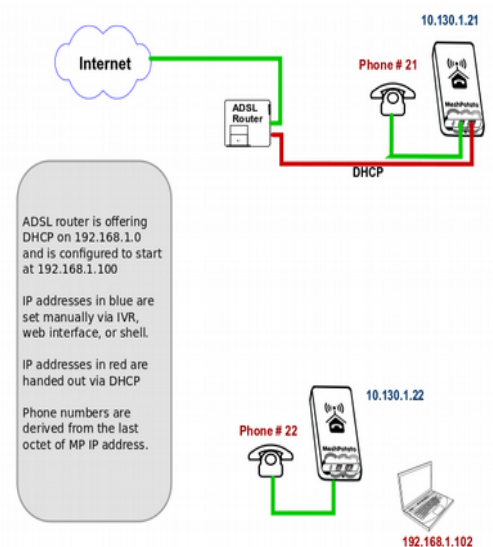 10.130.1.21
Internet
Phone # 21
MeshPotato
ADSL
Router
DHCP
ADSL router is offering
DHCP on 192.168.1.0
and is configured to start
at 192.168.1.100
IP addresses in blue are
set manually via IVR,
web interface, or shell.
IP addresses in red are
handed out via DHCP
Phone numbers are
derived from the last
octet of MP IP address.
10.130.1.22
Phone # 22
MeshPotato
192.168.1.102